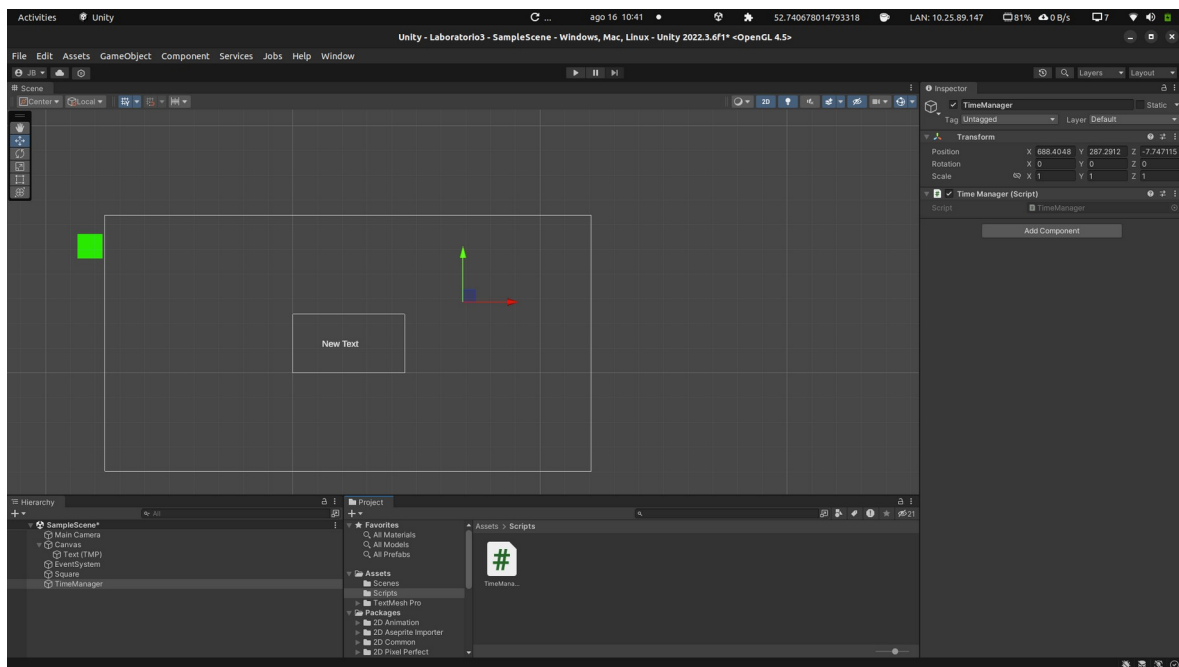 Activities Unity C ... ago 16 10:41 52.740678014793318 LAN: 10.25.89.147 81% 0 B/s 7
Unity - Laboratorio3 - SampleScene - Windows, Mac, Linux - Unity 2022.3.6f1* <OpenGL 4.5>
File Edit Assets GameObject Component Services Jobs Help Window
JB Layers Layout
Scene
Center Local 2D
New Text
Inspector
TimeManager Static
Tag Untagged Layer Default
Transform
Position X 688.4048 Y 287.2912 Z -7.747115
Rotation X 0 Y 0 Z 0
Scale X 1 Y 1 Z 1
Time Manager (Script)
Script TimeManager
Add Component
Hierarchy
All
SampleScene*
Main Camera
Canvas
Text (TMP)
EventSystem
Square
TimeManager
Project
21
Favorites
All Materials
All Models
All Prefabs
Assets
Scenes
Scripts
TextMesh Pro
Packages
2D Animation
2D Aseprite Importer
2D Common
2D Pixel Perfect
Assets > Scripts
#
TimeMana...